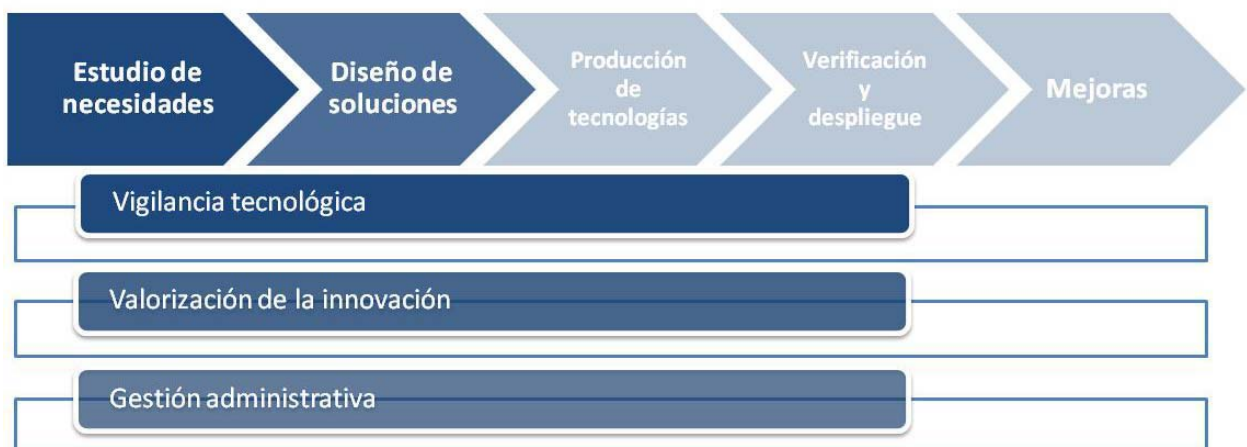 Estudio de
necesidades
Diseño de
soluciones
Producción
de
tecnologías
Verificación
y
despliegue
Mejoras
Vigilancia tecnológica
Valorización de la innovación
Gestión administrativa